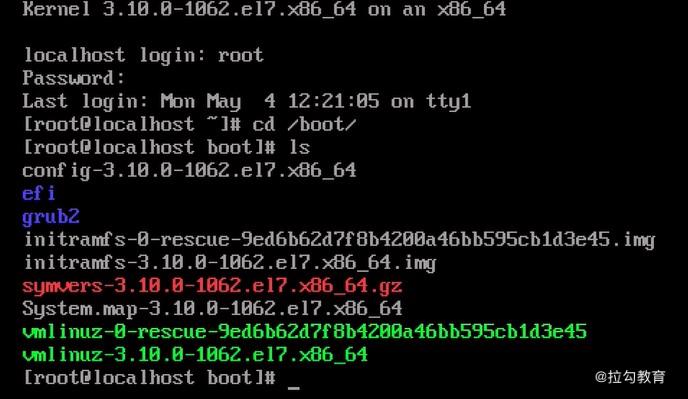 Kernel 3.10.0-1062.el7.x86_64 on an x86_64
localhost login: root
Password:
Last login: Mon May  4 12:21:05 on tty1
[root@localhost ~]# cd /boot/
[root@localhost boot]# ls
config-3.10.0-1062.el7.x86_64
efi
grub2
initramfs-0-rescue-9ed6b62d7f8b4200a46bb595cb1d3e45.img
initramfs-3.10.0-1062.el7.x86_64.img
symvers-3.10.0-1062.el7.x86_64.gz
System.map-3.10.0-1062.el7.x86_64
vmlinuz-0-rescue-9ed6b62d7f8b4200a46bb595cb1d3e45
vmlinuz-3.10.0-1062.el7.x86_64
[root@localhost boot]# _
@拉勾教育